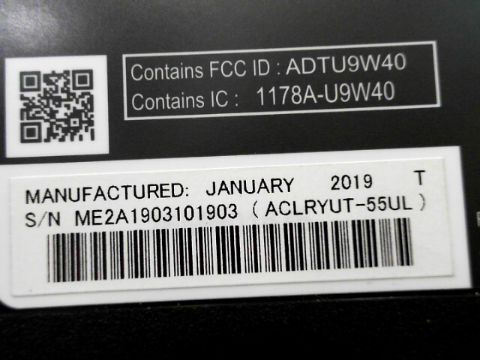 Contains FCC ID : ADTU9W40
Contains IC : 1178A-U9W40
MANUFACTURED: JANUARY 2019 T
S/N ME2A1903101903 ( ACLRYUT-55UL )